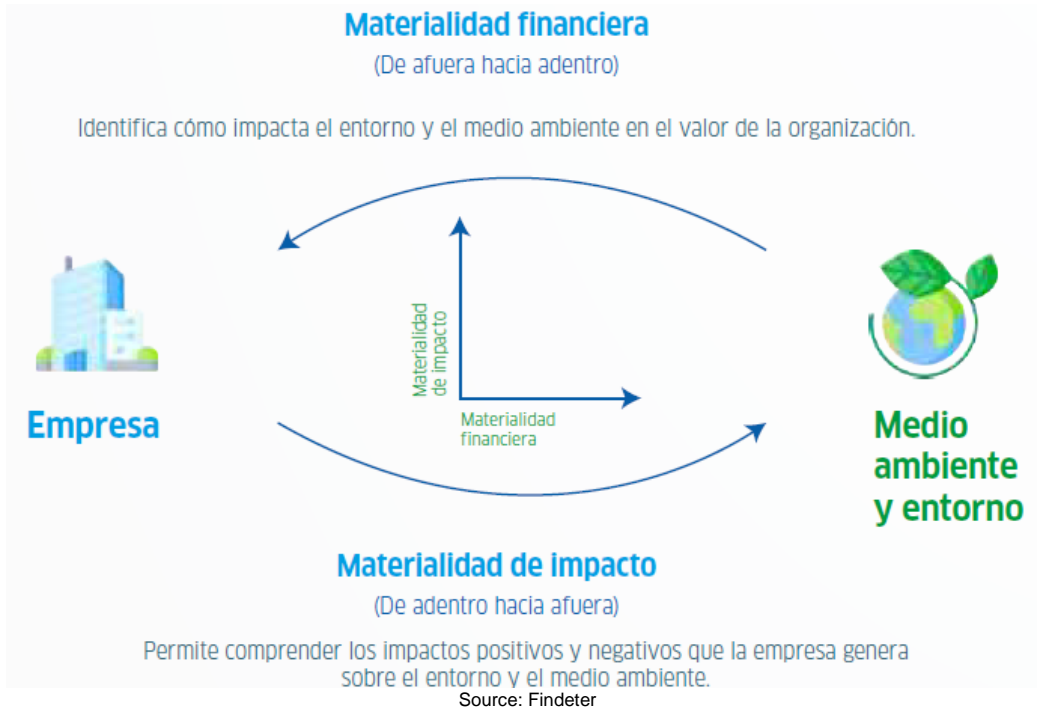 Materialidad financiera
(De afuera hacia adentro)
Identifica cómo impacta el entorno y el medio ambiente en el valor de la organización.
Materialidad
de impacto
Materialidad
financiera
Empresa
Medio
ambiente
y entorno
Materialidad de impacto
(De adentro hacia afuera)
Permite comprender los impactos positivos y negativos que la empresa genera
sobre el entorno y el medio ambiente.
Source: Findeter